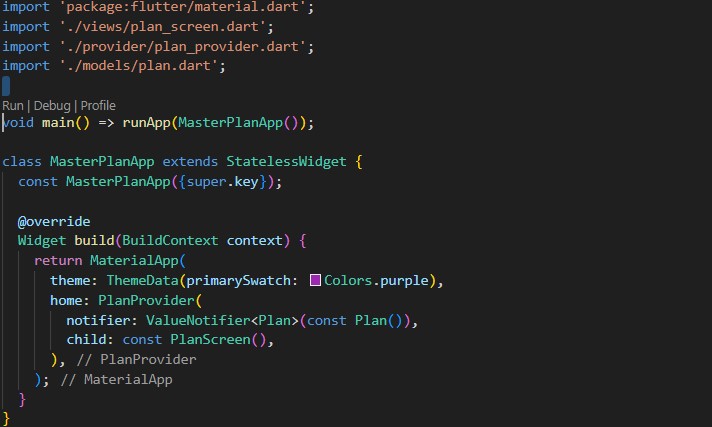 import 'package:flutter/material.dart';
import './views/plan_screen.dart';
import './provider/plan_provider.dart';
import './models/plan.dart';
Run | Debug | Profile
void main() => runApp(MasterPlanApp());
class MasterPlanApp extends StatelessWidget {
  const MasterPlanApp({super.key});
  @override
  Widget build(BuildContext context) {
    return MaterialApp(
      theme: ThemeData(primarySwatch: Colors.purple),
      home: PlanProvider(
        notifier: ValueNotifier<Plan>(const Plan()),
        child: const PlanScreen(),
      ), // PlanProvider
    ); // MaterialApp
  }
}